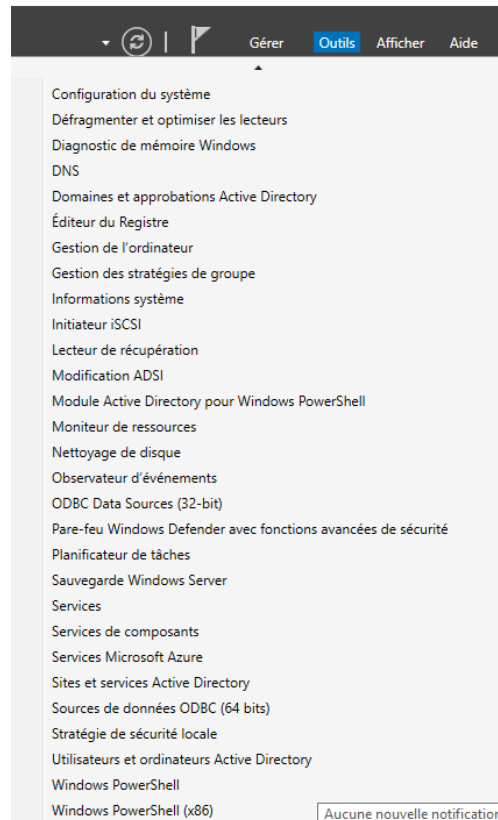 Gérer Outils Afficher Aide
Configuration du système
Défragmenter et optimiser les lecteurs
Diagnostic de mémoire Windows
DNS
Domaines et approbations Active Directory
Éditeur du Registre
Gestion de l'ordinateur
Gestion des stratégies de groupe
Informations système
Initiateur iSCSI
Lecteur de récupération
Modification ADSI
Module Active Directory pour Windows PowerShell
Moniteur de ressources
Nettoyage de disque
Observateur d'événements
ODBC Data Sources (32-bit)
Pare-feu Windows Defender avec fonctions avancées de sécurité
Planificateur de tâches
Sauvegarde Windows Server
Services
Services de composants
Services Microsoft Azure
Sites et services Active Directory
Sources de données ODBC (64 bits)
Stratégie de sécurité locale
Utilisateurs et ordinateurs Active Directory
Windows PowerShell
Windows PowerShell (x86)
Aucune nouvelle notification